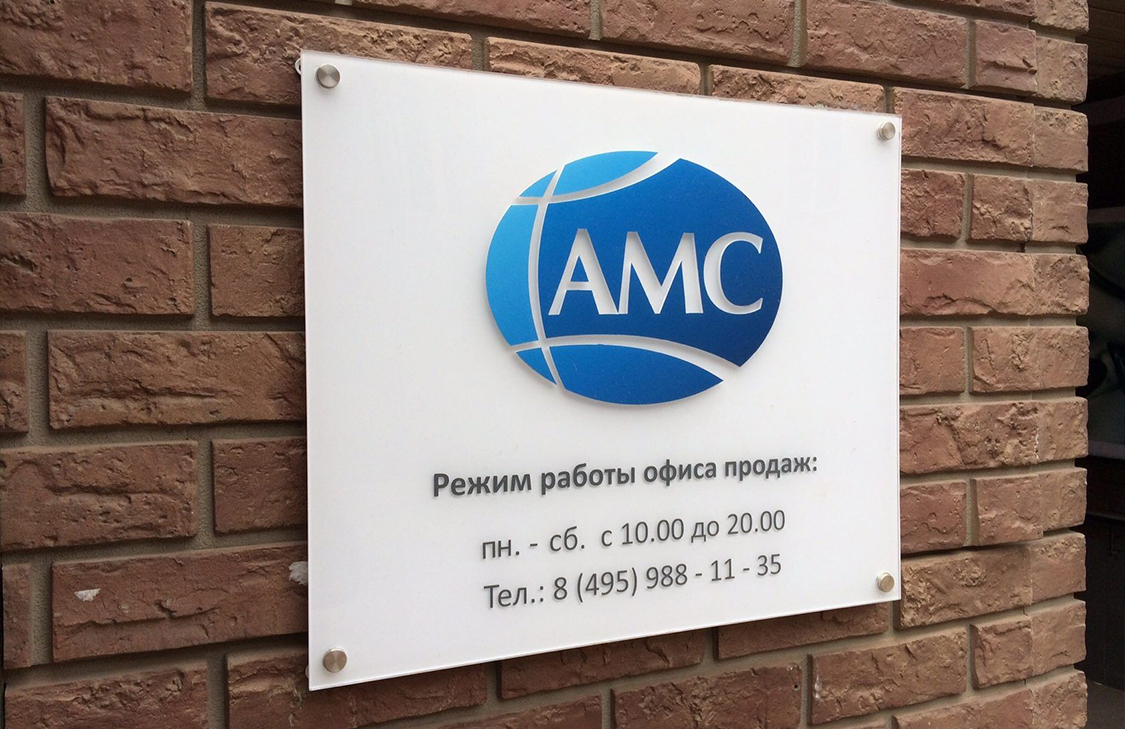 АМС
Режим работы офиса продаж:
пн. - сб. с 10.00 до 20.00
Тел.: 8 (495) 988 - 11 - 35